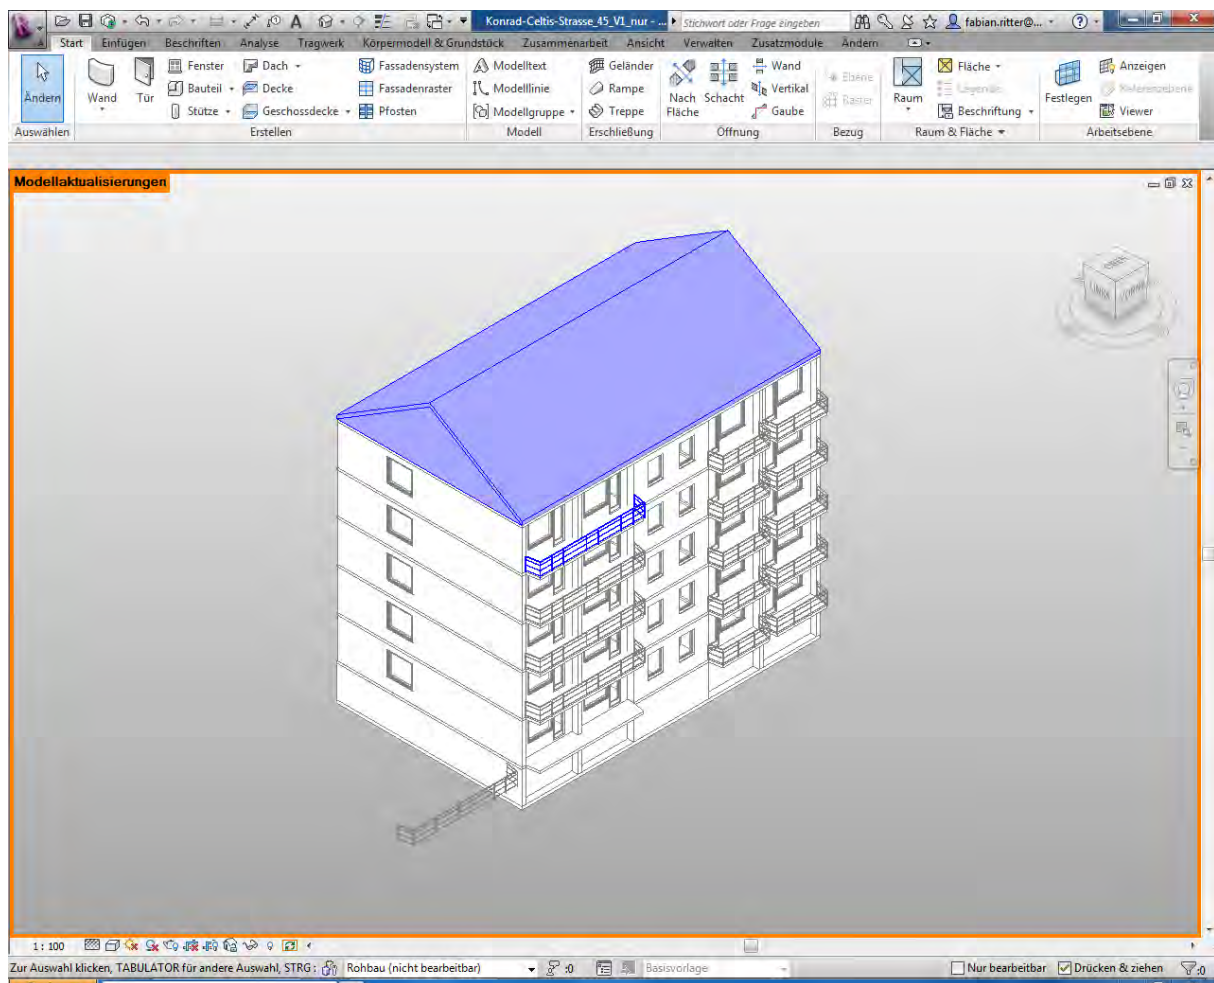 Konrad-Celtis-Strasse_45_V1_nur - ... Stichwort oder Frage eingeben fabian.ritter@...
Start Einfügen Beschriften Analyse Tragwerk Körpermodell & Grundstück Zusammenarbeit Ansicht Verwalten Zusatzmodule Ändern
Fenster Dach Fassadensystem Modelltext Geländer Wand Ebene Fläche Anzeigen
Bauteil Decke Fassadenraster Modelllinie Rampe Vertikal Legende Referenzebene
Ändern Wand Tür Nach Fläche Schacht Raster Raum Festlegen
Stütze Geschossdecke Pfosten Modellgruppe Treppe Gaube Beschriftung Viewer
Auswählen Erstellen Modell Erschließung Öffnung Bezug Raum & Fläche Arbeitsebene
Modellaktualisierungen
1 : 100
Zur Auswahl klicken, TABULATOR für andere Auswahl, STRG : Rohbau (nicht bearbeitbar) :0 Basisvorlage Nur bearbeitbar Drücken & ziehen :0